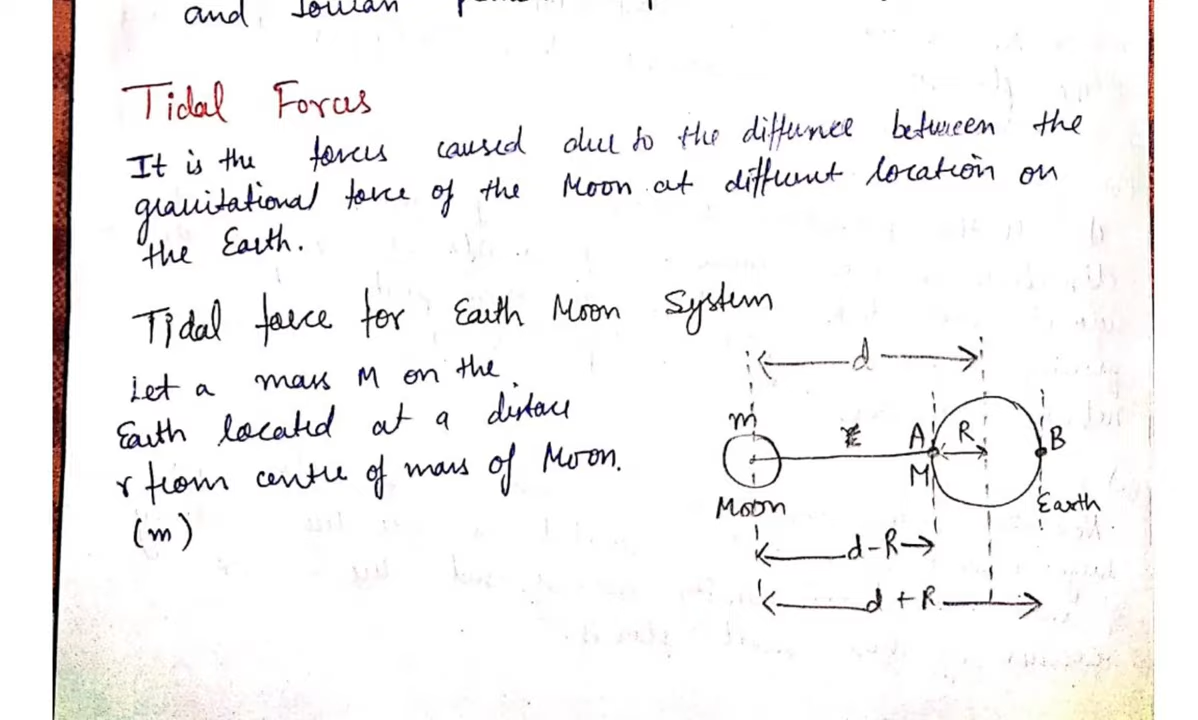 and
Tidal Forces
It is the forces caused due to the difference between the
gravitational force of the Moon at different location on
the Earth.
Tidal force for Earth Moon System
Let a mass M on the
Earth located at a distace
r from centre of mass of Moon.
(m)
d
m
A
R
B
M
Moon
Earth
d-R
d+R